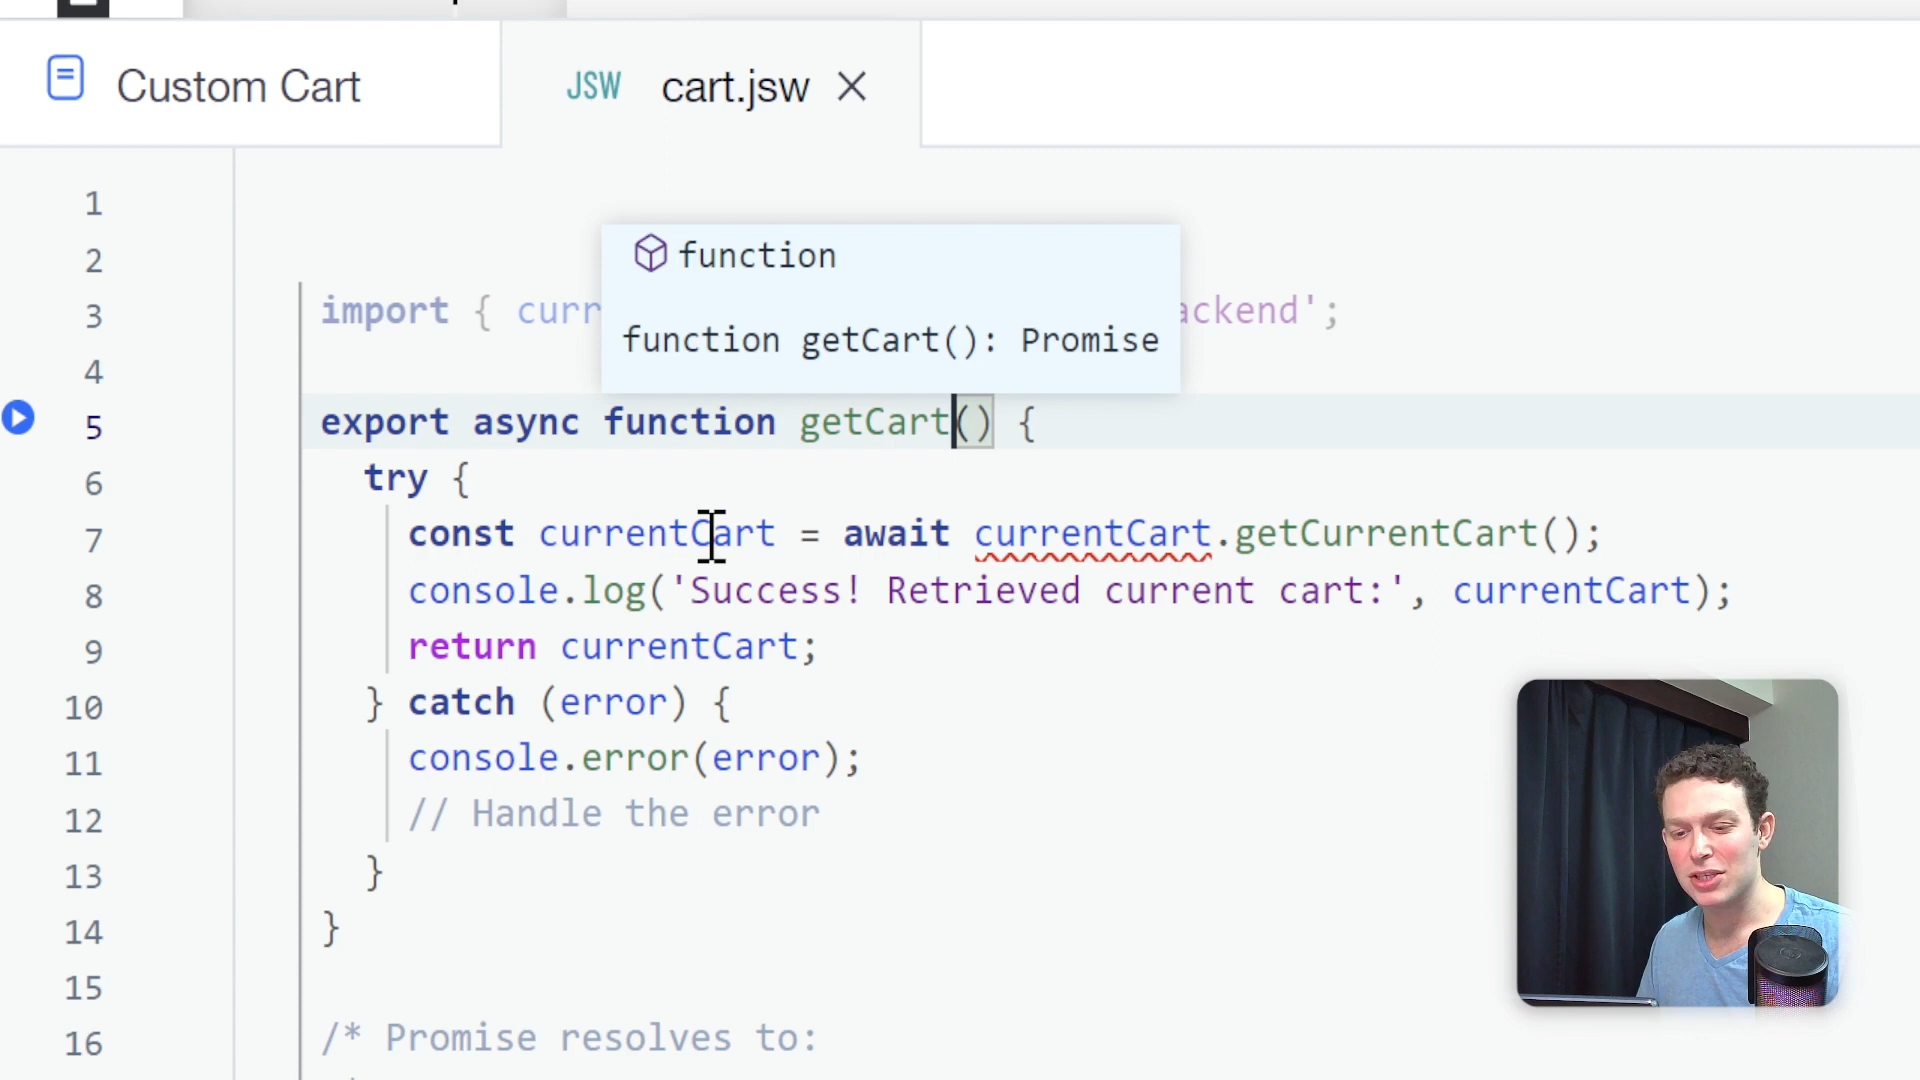 Custom Cart
JSW cart.jsw
1
2
function
3 import { curr ackend';
function getCart(): Promise
4
5 export async function getCart() {
6 try {
7 const currentCart = await currentCart.getCurrentCart();
8 console.log('Success! Retrieved current cart:', currentCart);
9 return currentCart;
10 } catch (error) {
11 console.error(error);
12 // Handle the error
13 }
14 }
15
16 /* Promise resolves to: